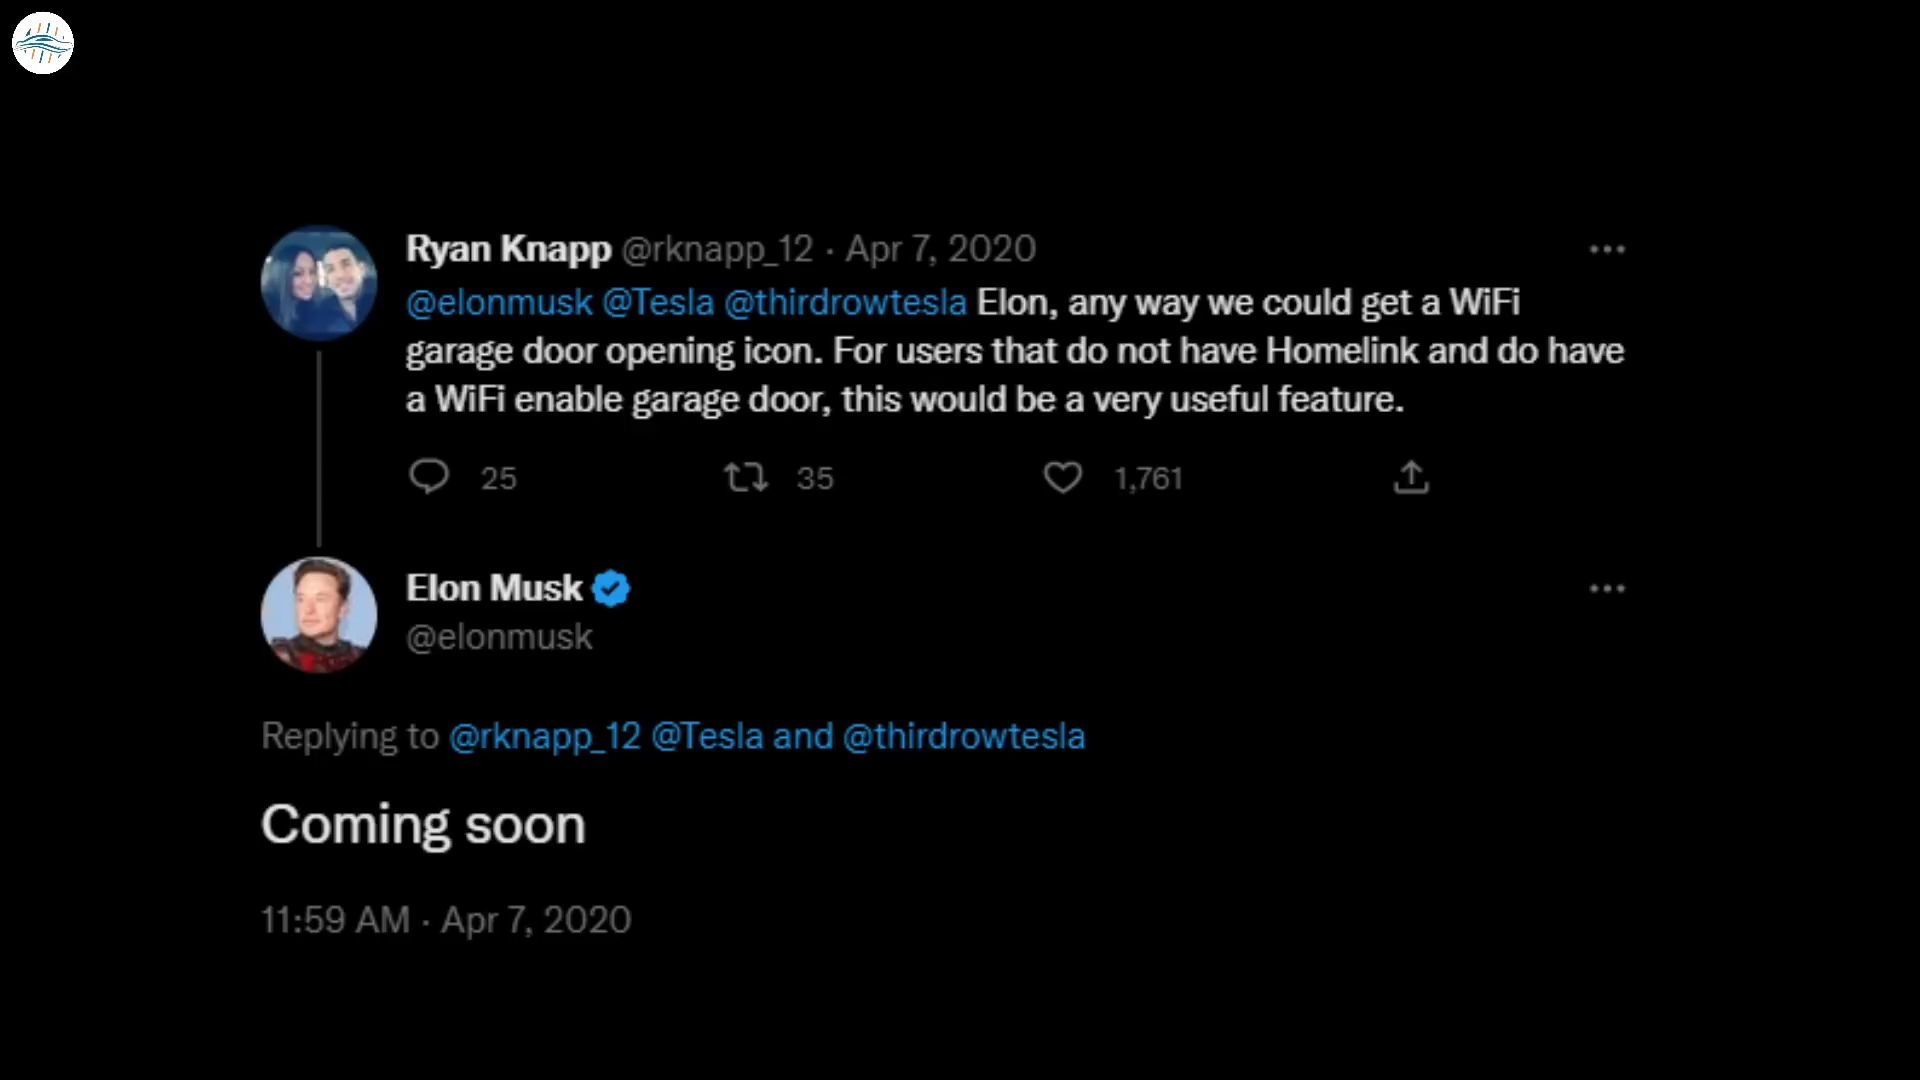 Ryan Knapp @rknapp_12 · Apr 7, 2020
@elonmusk @Tesla @thirdrowtesla Elon, any way we could get a WiFi
garage door opening icon. For users that do not have Homelink and do have
a WiFi enable garage door, this would be a very useful feature.
25 35 1,761
Elon Musk
@elonmusk
Replying to @rknapp_12 @Tesla and @thirdrowtesla
Coming soon
11:59 AM · Apr 7, 2020